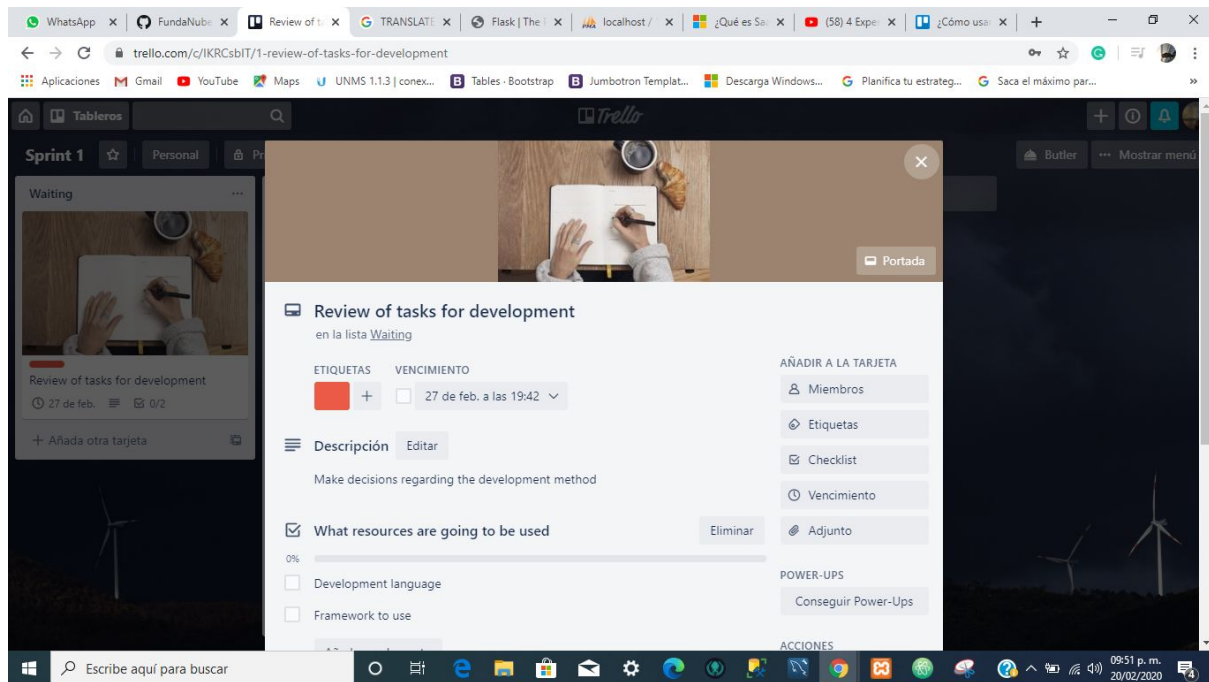 WhatsApp
FundaNube
Review of t
TRANSLATE
Flask | The
localhost /
¿Qué es Sa
(58) 4 Exper
¿Cómo usar
trello.com/c/IKRCsbIT/1-review-of-tasks-for-development
Aplicaciones
Gmail
YouTube
Maps
UNMS 1.1.3 | conex...
Tables · Bootstrap
Jumbotron Templat...
Descarga Windows...
Planifica tu estrateg...
Saca el máximo par...
Tableros
Trello
Sprint 1
Personal
Butler
Mostrar menú
Waiting
Review of tasks for development
27 de feb.
0/2
+ Añada otra tarjeta
Portada
Review of tasks for development
en la lista Waiting
ETIQUETAS
VENCIMIENTO
27 de feb. a las 19:42
Descripción
Editar
Make decisions regarding the development method
What resources are going to be used
Eliminar
0%
Development language
Framework to use
AÑADIR A LA TARJETA
Miembros
Etiquetas
Checklist
Vencimiento
Adjunto
POWER-UPS
Conseguir Power-Ups
ACCIONES
Escribe aquí para buscar
09:51 p. m.
20/02/2020
4